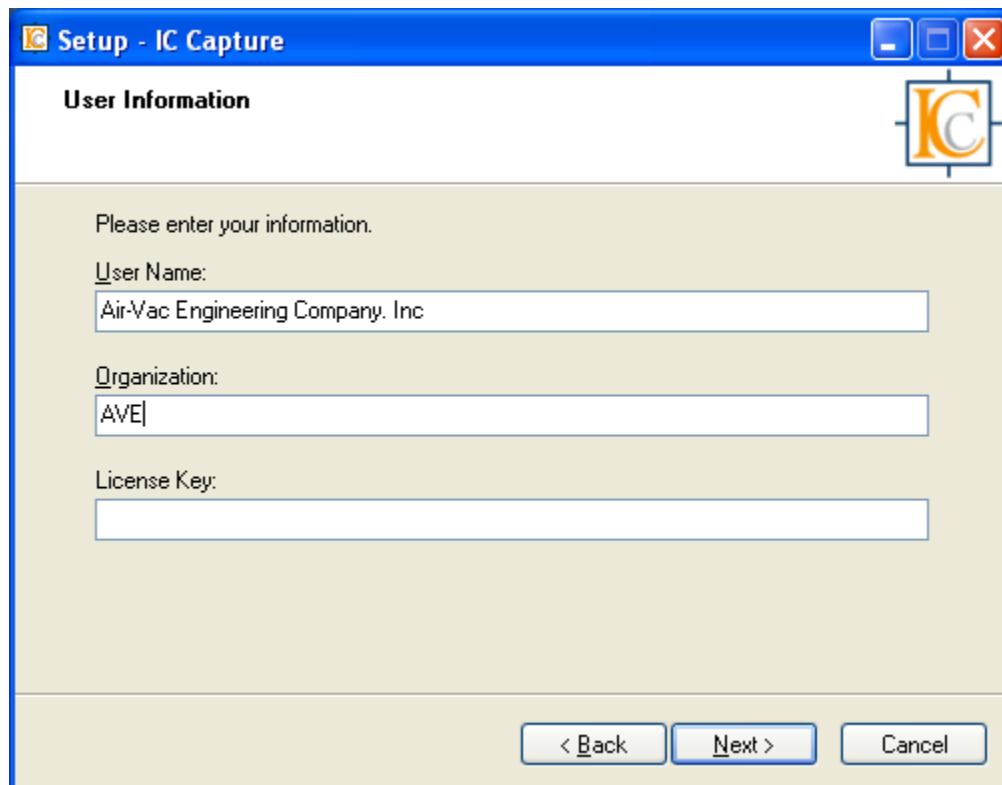 Setup - IC Capture
User Information
IC
Please enter your information.
User Name:
Air-Vac Engineering Company. Inc
Organization:
AVE
License Key:
< Back Next > Cancel